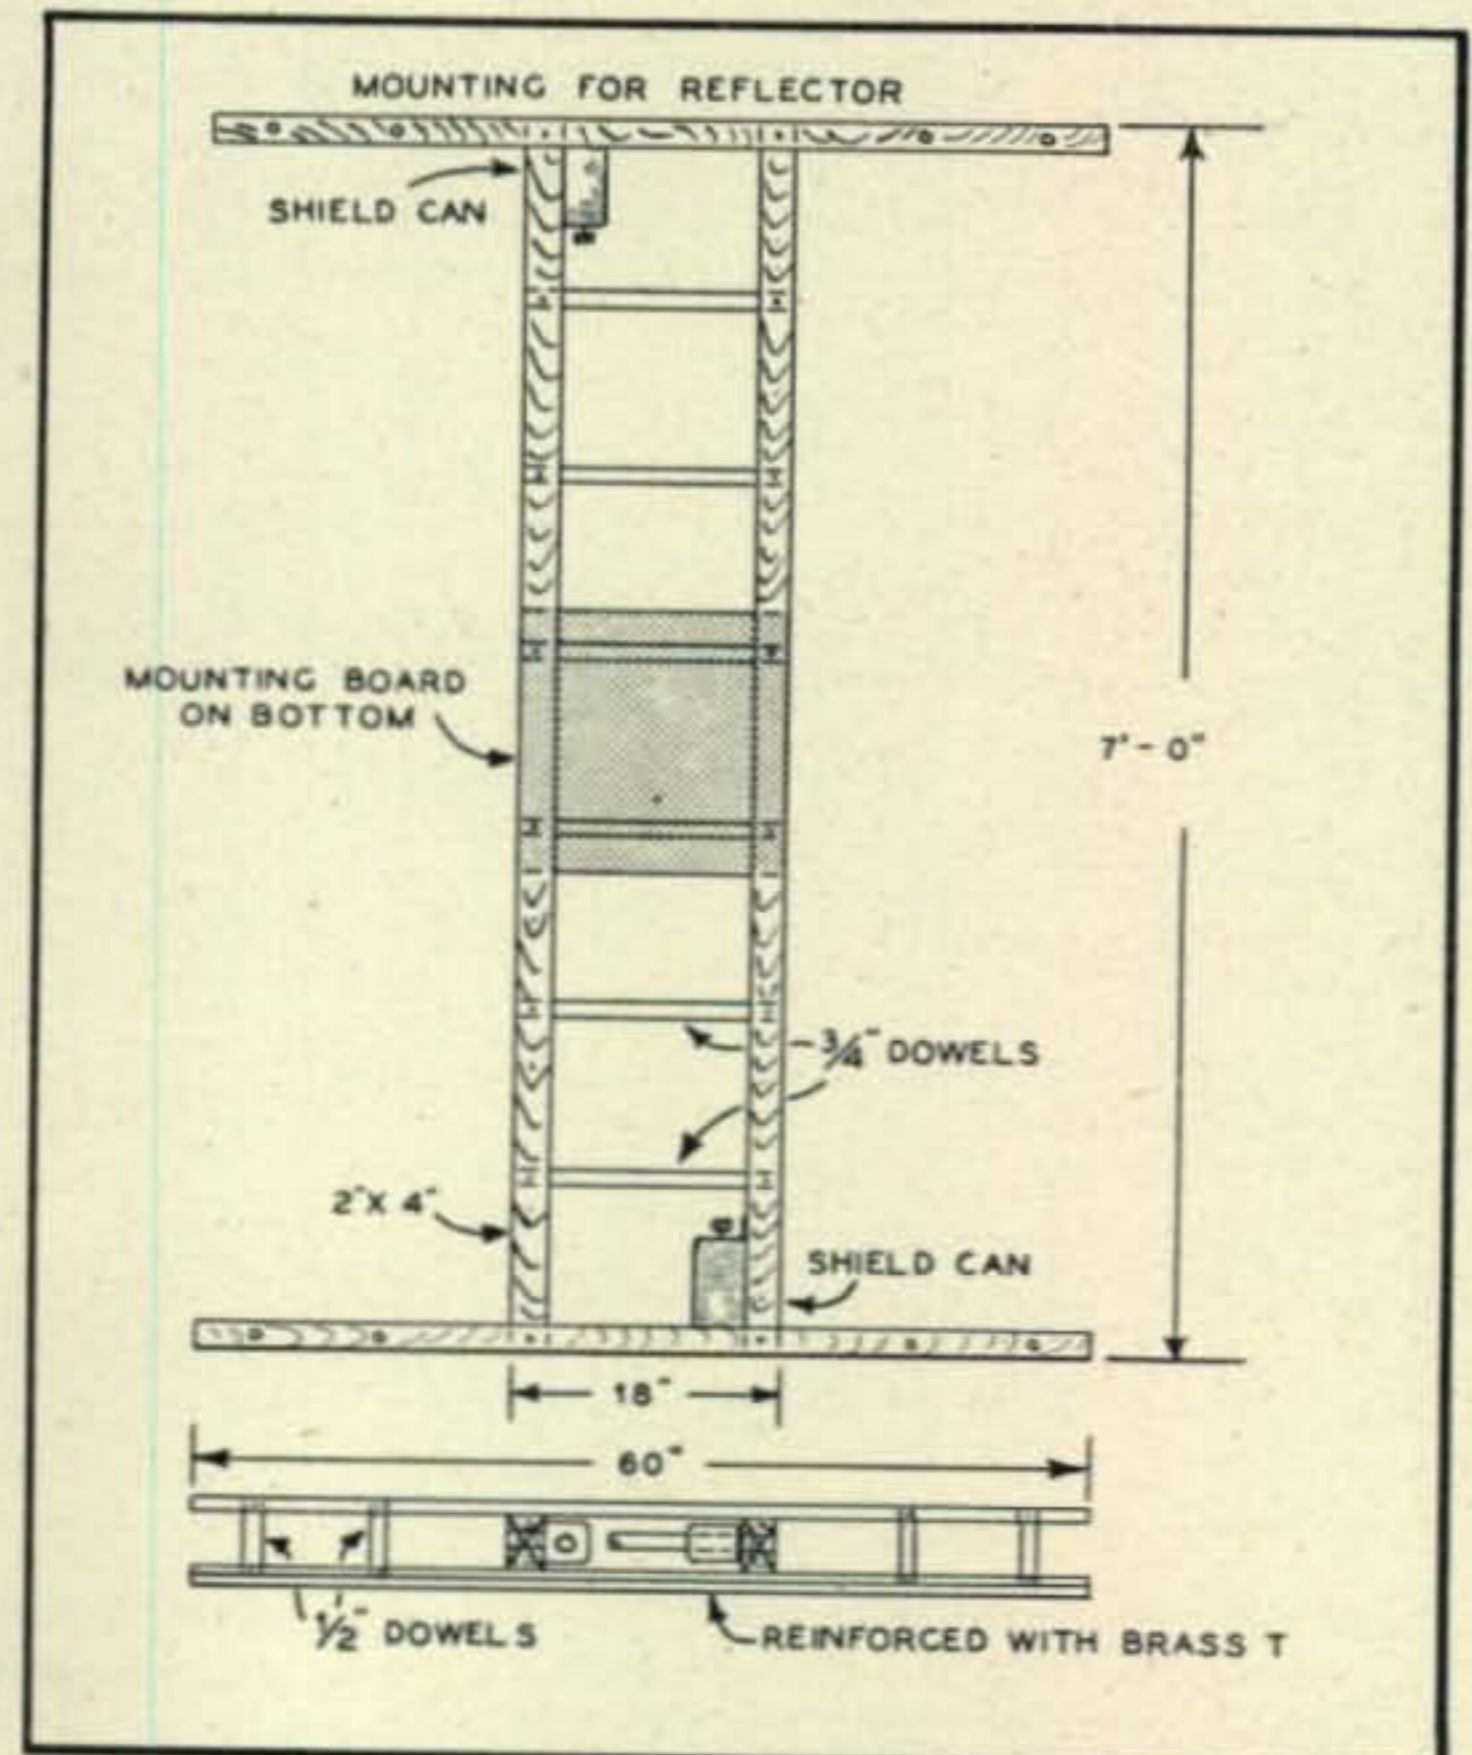 MOUNTING FOR REFLECTOR
SHIELD CAN
MOUNTING BOARD
ON BOTTOM
7'-0"
3/4" DOWELS
2"X 4"
SHIELD CAN
18"
60"
1/2" DOWELS
REINFORCED WITH BRASS T